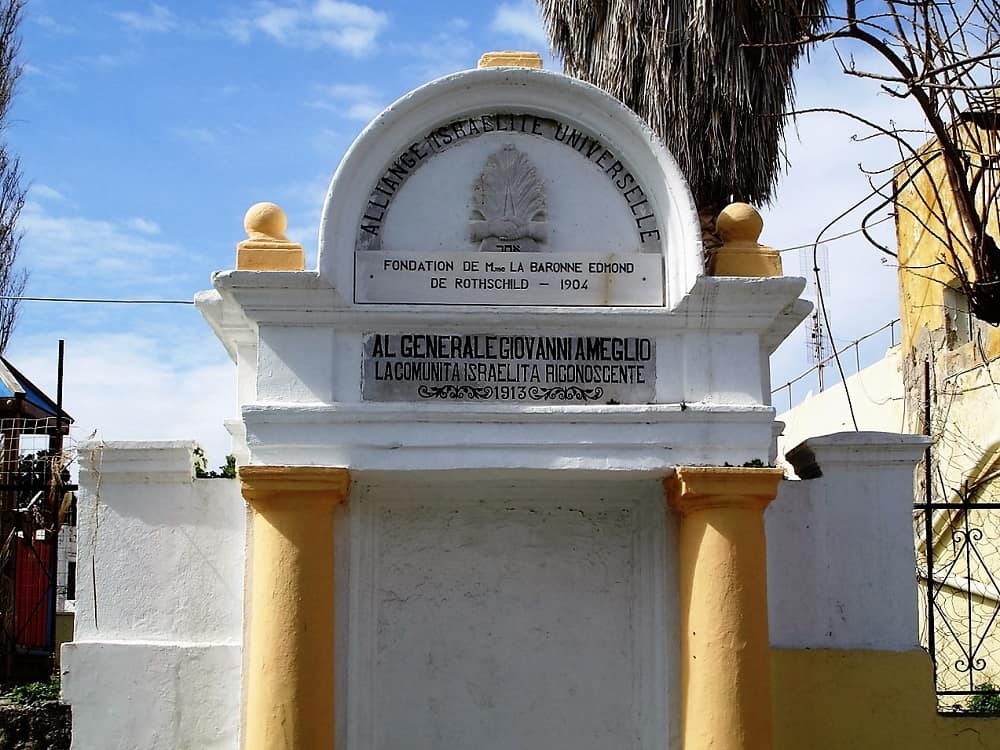 ALLIANCE ISRAELITE UNIVERSELLE
FONDATION DE Mme LA BARONNE EDMOND
DE ROTHSCHILD — 1904
AL GENERALE GIOVANNI AMEGLIO
LA COMUNITA ISRAELITA RICONOSCENTE
1913